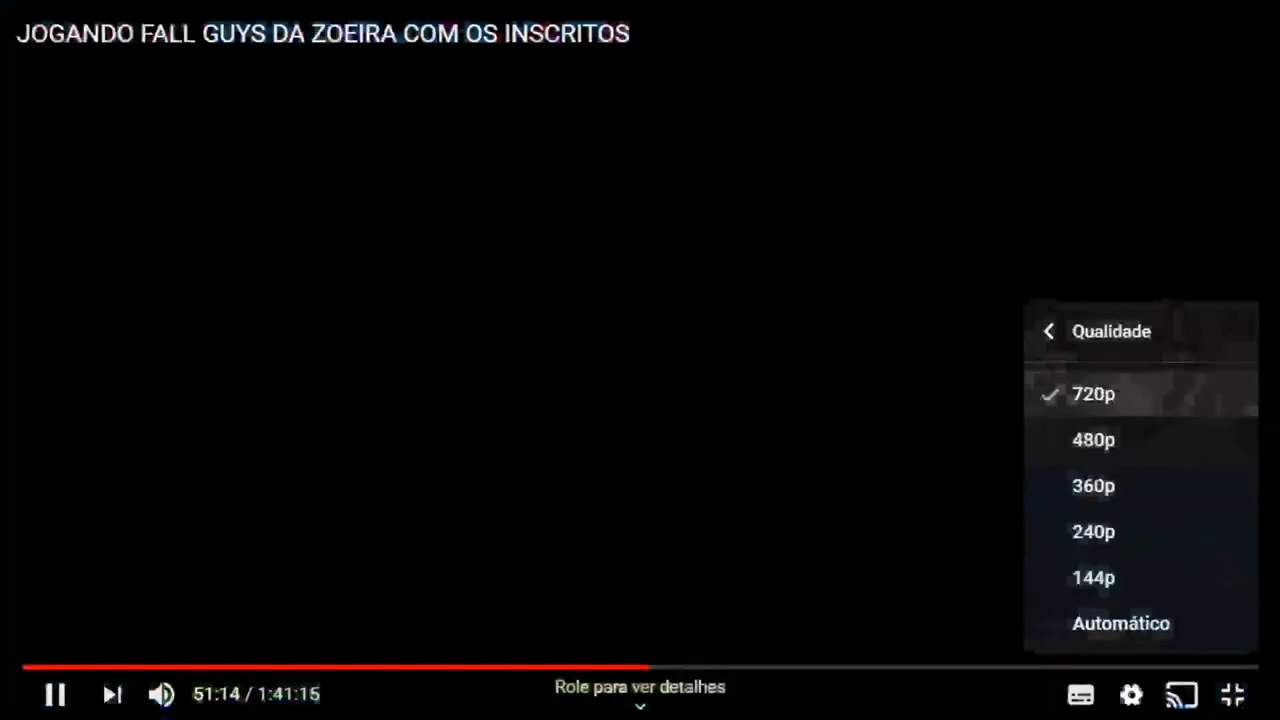 JOGANDO FALL GUYS DA ZOEIRA COM OS INSCRITOS
Qualidade
720p
480p
360p
240p
144p
Automático
51:14 / 1:41:15
Role para ver detalhes